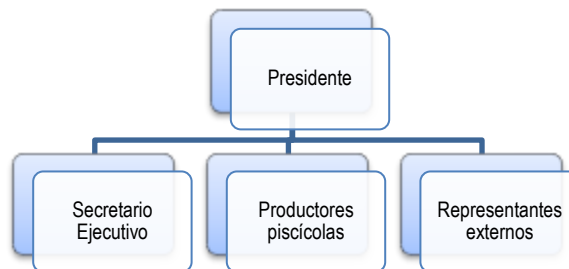 Presidente
Secretario
Ejecutivo
Productores
piscícolas
Representantes
externos